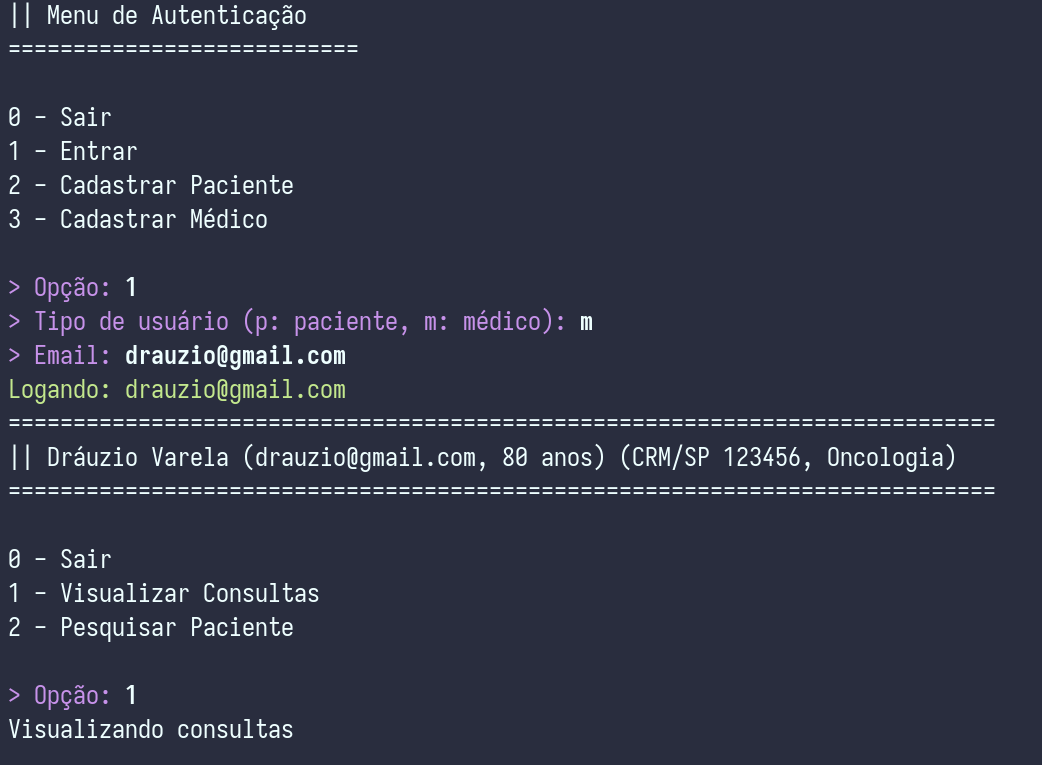 || Menu de Autenticação
===========================
0 - Sair
1 - Entrar
2 - Cadastrar Paciente
3 - Cadastrar Médico
> Opção: 1
> Tipo de usuário (p: paciente, m: médico): m
> Email: drauzio@gmail.com
Logando: drauzio@gmail.com
============================================================================
|| Dráuzio Varela (drauzio@gmail.com, 80 anos) (CRM/SP 123456, Oncologia)
============================================================================
0 - Sair
1 - Visualizar Consultas
2 - Pesquisar Paciente
> Opção: 1
Visualizando consultas